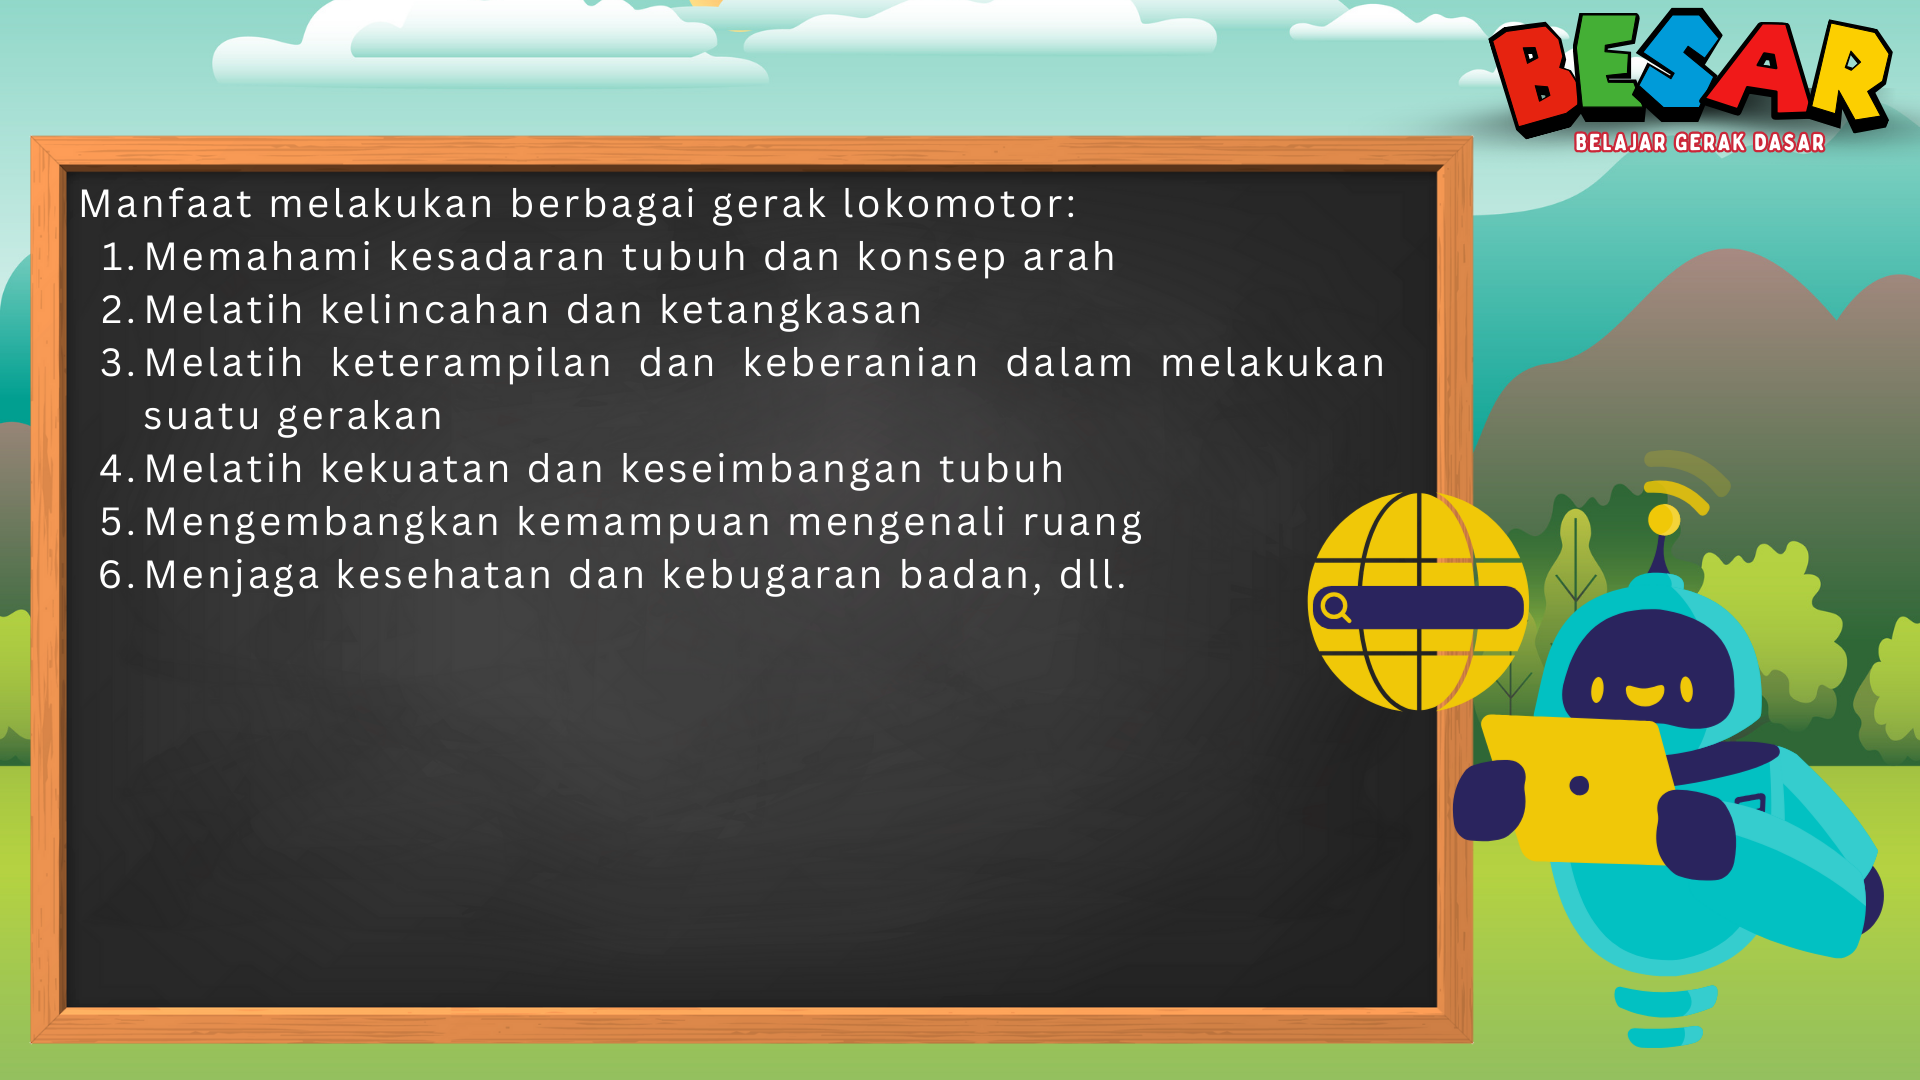 BESAR
BELAJAR GERAK DASAR
Manfaat melakukan berbagai gerak lokomotor:
1. Memahami kesadaran tubuh dan konsep arah
2. Melatih kelincahan dan ketangkasan
3. Melatih keterampilan dan keberanian dalam melakukan
suatu gerakan
4. Melatih kekuatan dan keseimbangan tubuh
5. Mengembangkan kemampuan mengenali ruang
6. Menjaga kesehatan dan kebugaran badan, dll.